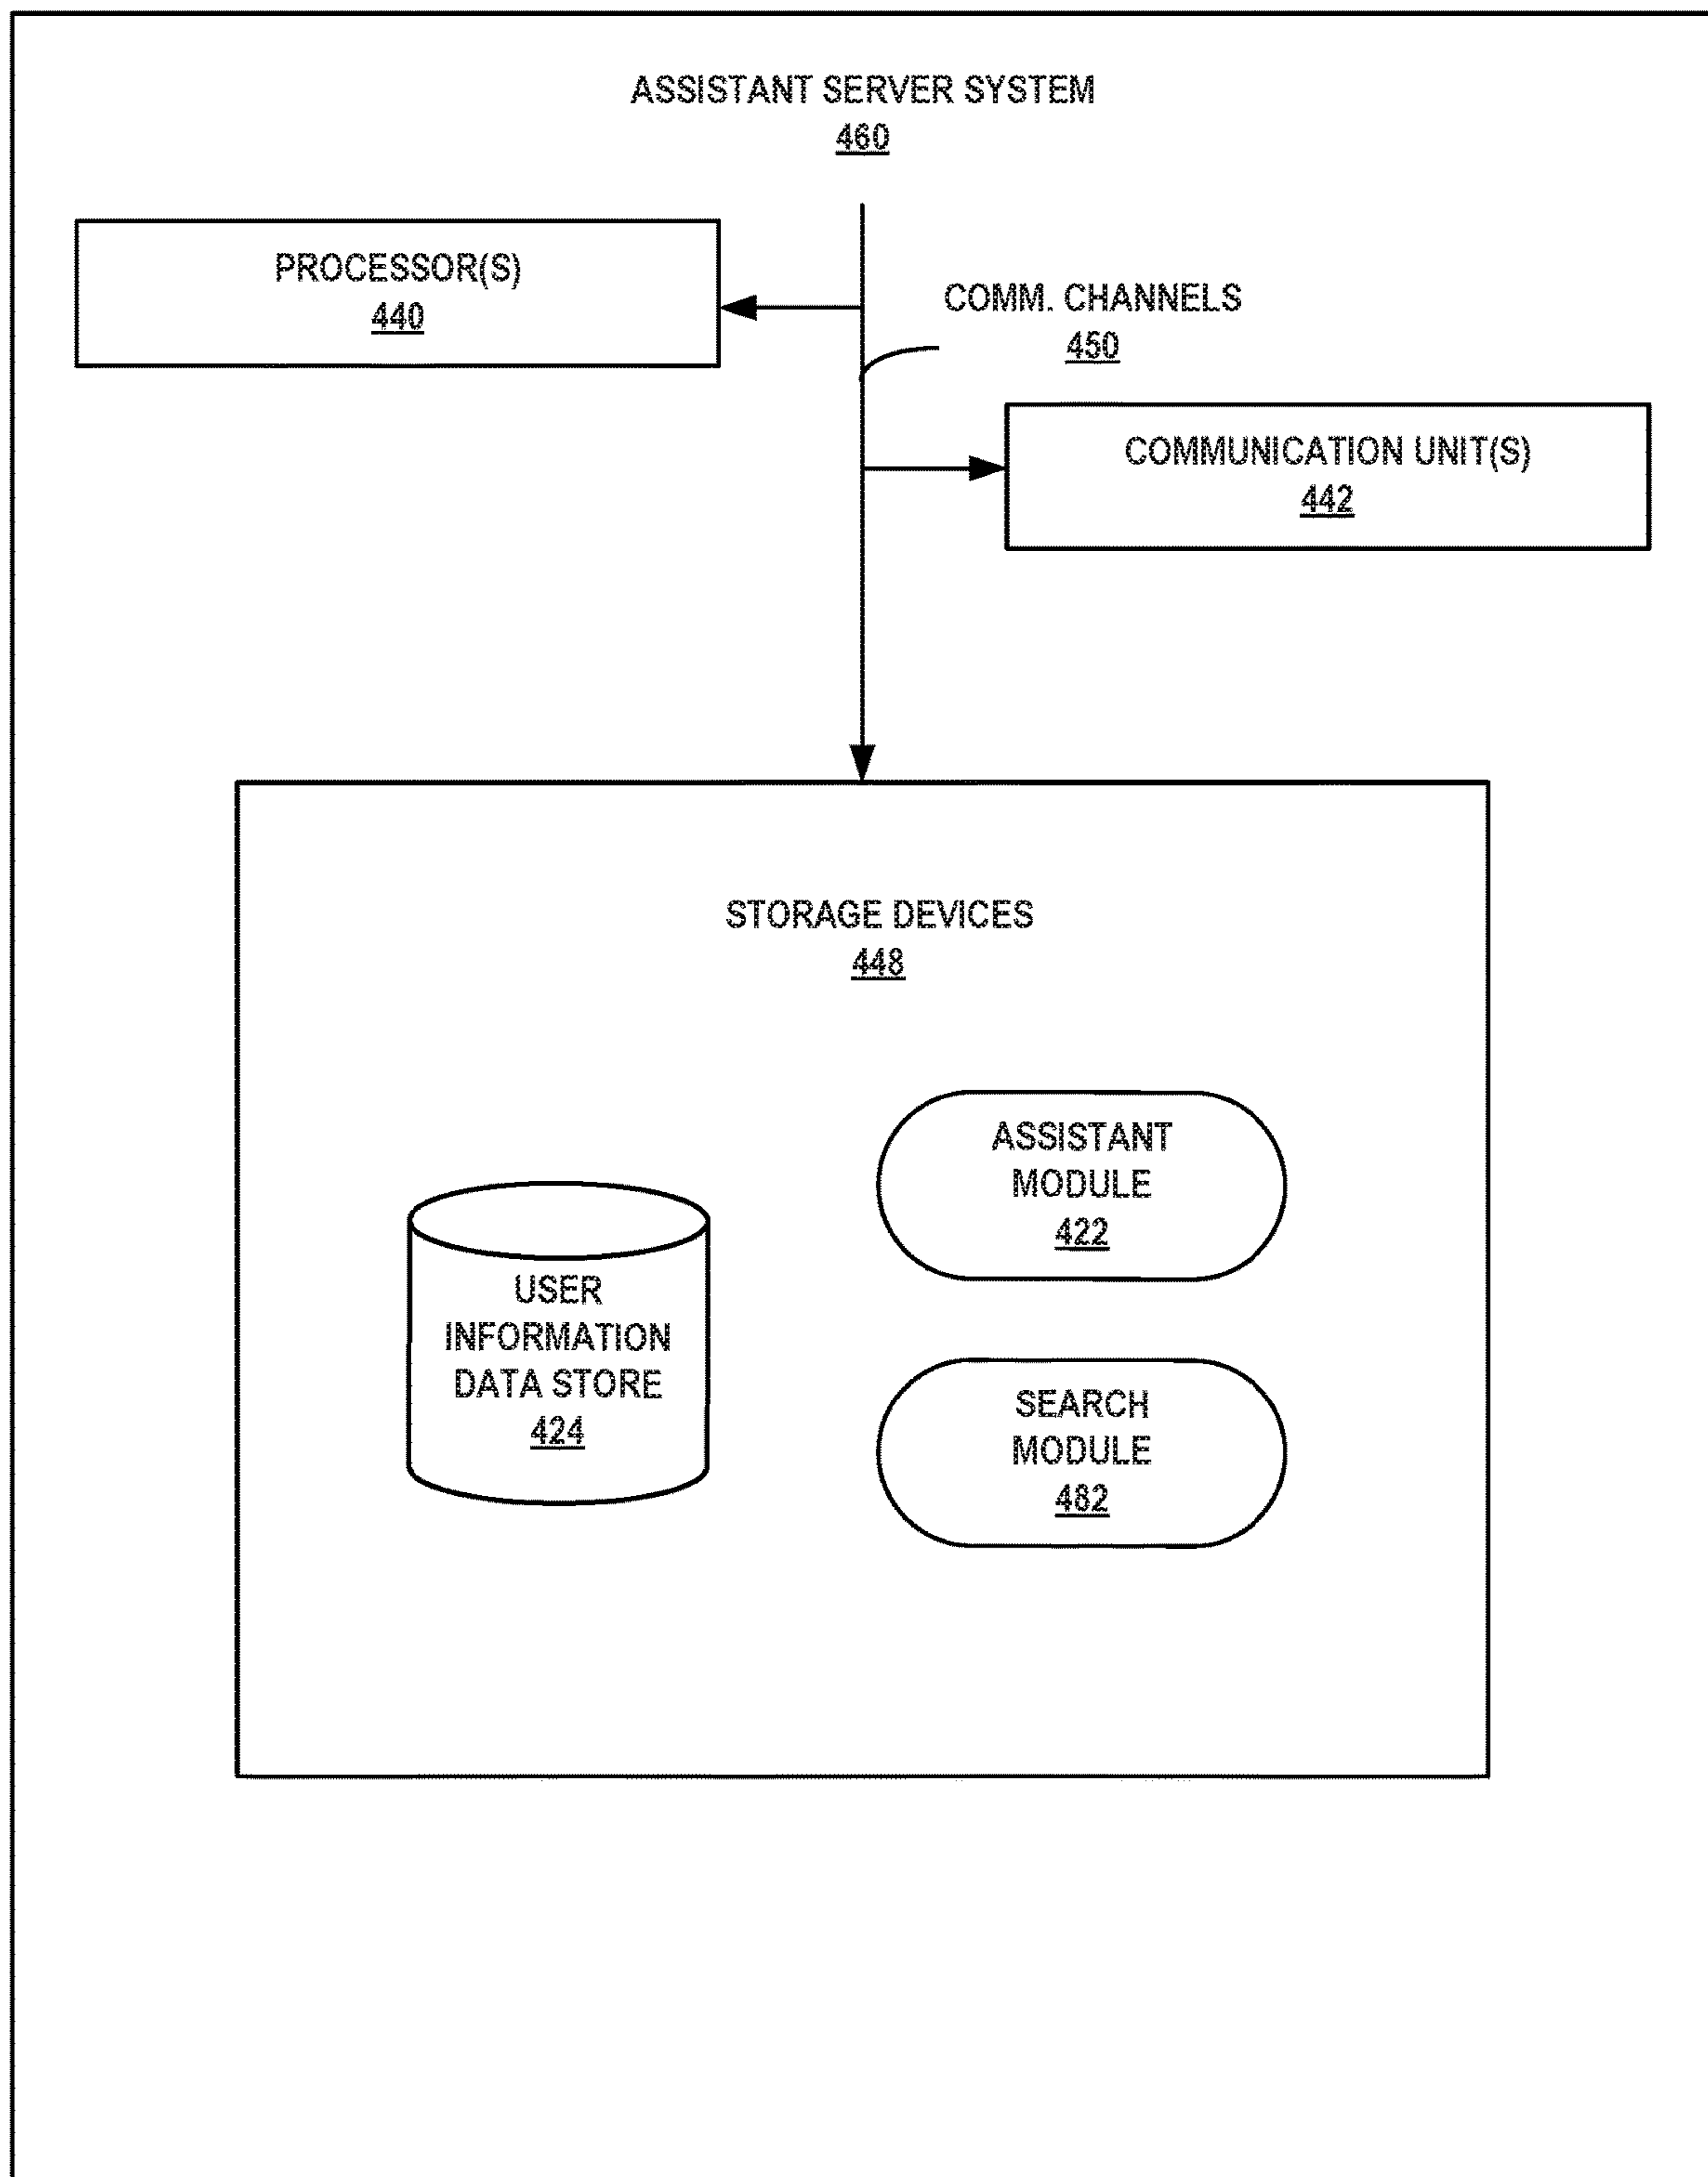 ASSISTANT SERVER SYSTEM
460
PROCESSOR(S)
440
COMM. CHANNELS
450
COMMUNICATION UNIT(S)
442
STORAGE DEVICES
448
ASSISTANT
MODULE
422
USER
INFORMATION
DATA STORE
424
SEARCH
MODULE
482